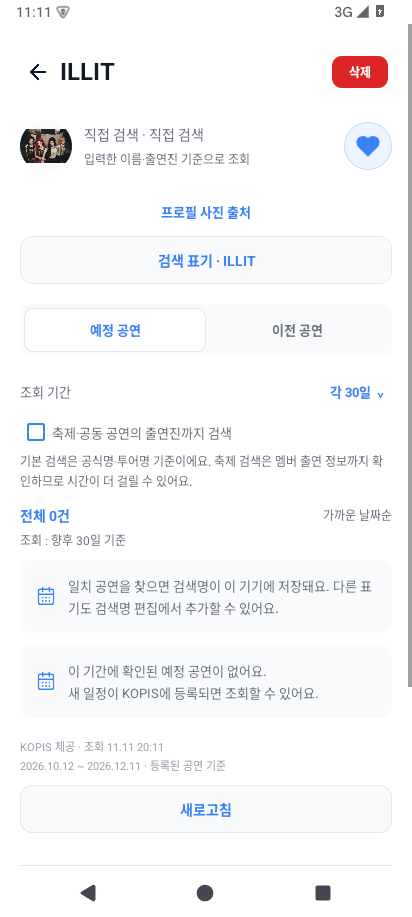 11:11
3G
ILLIT
삭제
직접 검색 · 직접 검색
입력한 이름·출연진 기준으로 조회
프로필 사진 출처
검색 표기 · ILLIT
예정 공연
이전 공연
조회 기간
각 30일
축제·공동 공연의 출연진까지 검색
기본 검색은 공식명·투어명 기준이에요. 축제 검색은 멤버 출연 정보까지 확
인하므로 시간이 더 걸릴 수 있어요.
전체 0건
가까운 날짜순
조회 : 향후 30일 기준
일치 공연을 찾으면 검색명이 이 기기에 저장돼요. 다른 표
기도 검색명 편집에서 추가할 수 있어요.
이 기간에 확인된 예정 공연이 없어요.
새 일정이 KOPIS에 등록되면 조회할 수 있어요.
KOPIS 제공 · 조회 11.11 20:11
2026.10.12 ~ 2026.12.11 · 등록된 공연 기준
새로고침